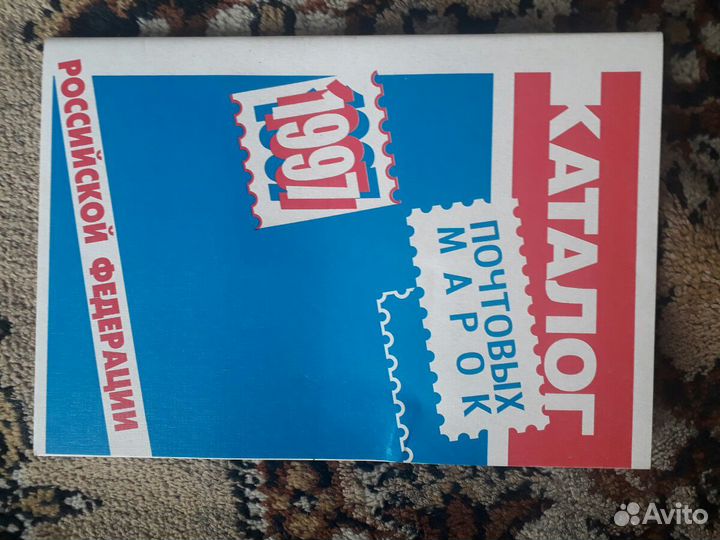 КАТАЛОГ
ПОЧТОВЫХ
МАРОК
1997
РОССИЙСКОЙ ФЕДЕРАЦИИ
Avito